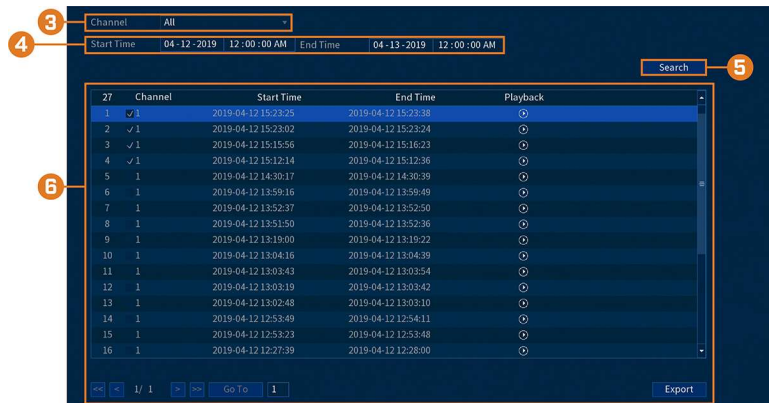 3 Channel All
4 Start Time 04 -12 -2019 12 : 00 : 00 AM End Time 04 -13 -2019 12 : 00 : 00 AM
Search 5
6
27 Channel Start Time End Time Playback
1 1 2019-04-12 15:23:25 2019-04-12 15:23:38
2 1 2019-04-12 15:23:02 2019-04-12 15:23:24
3 1 2019-04-12 15:15:56 2019-04-12 15:16:23
4 1 2019-04-12 15:12:14 2019-04-12 15:12:36
5 1 2019-04-12 14:30:17 2019-04-12 14:30:39
6 1 2019-04-12 13:59:16 2019-04-12 13:59:49
7 1 2019-04-12 13:52:37 2019-04-12 13:52:50
8 1 2019-04-12 13:51:50 2019-04-12 13:52:36
9 1 2019-04-12 13:19:00 2019-04-12 13:19:22
10 1 2019-04-12 13:04:16 2019-04-12 13:04:39
11 1 2019-04-12 13:03:43 2019-04-12 13:03:54
12 1 2019-04-12 13:03:19 2019-04-12 13:03:42
13 1 2019-04-12 13:02:48 2019-04-12 13:03:10
14 1 2019-04-12 12:53:49 2019-04-12 12:54:11
15 1 2019-04-12 12:53:23 2019-04-12 12:53:48
16 1 2019-04-12 12:27:39 2019-04-12 12:28:00
<< < 1/ 1 > >> Go To 1 Export